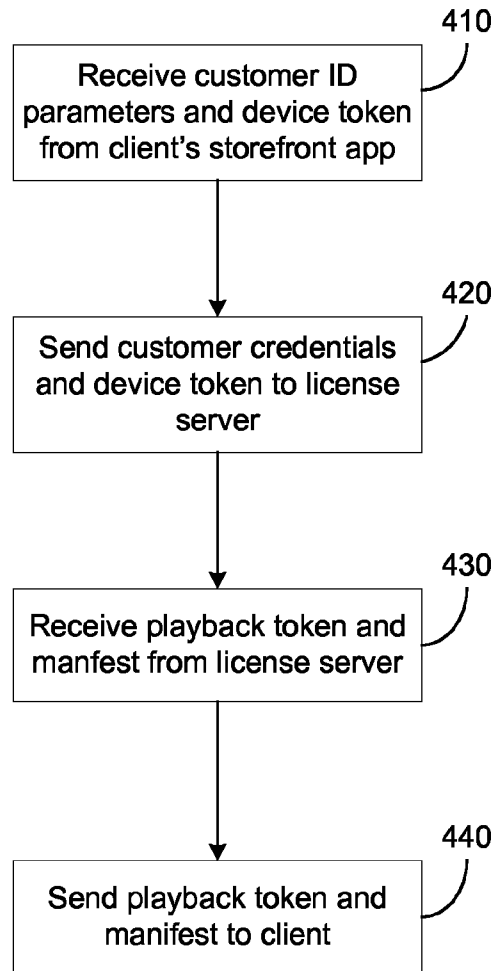 410
Receive customer ID
parameters and device token
from client's storefront app
420
Send customer credentials
and device token to license
server
430
Receive playback token and
manfest from license server
440
Send playback token and
manifest to client